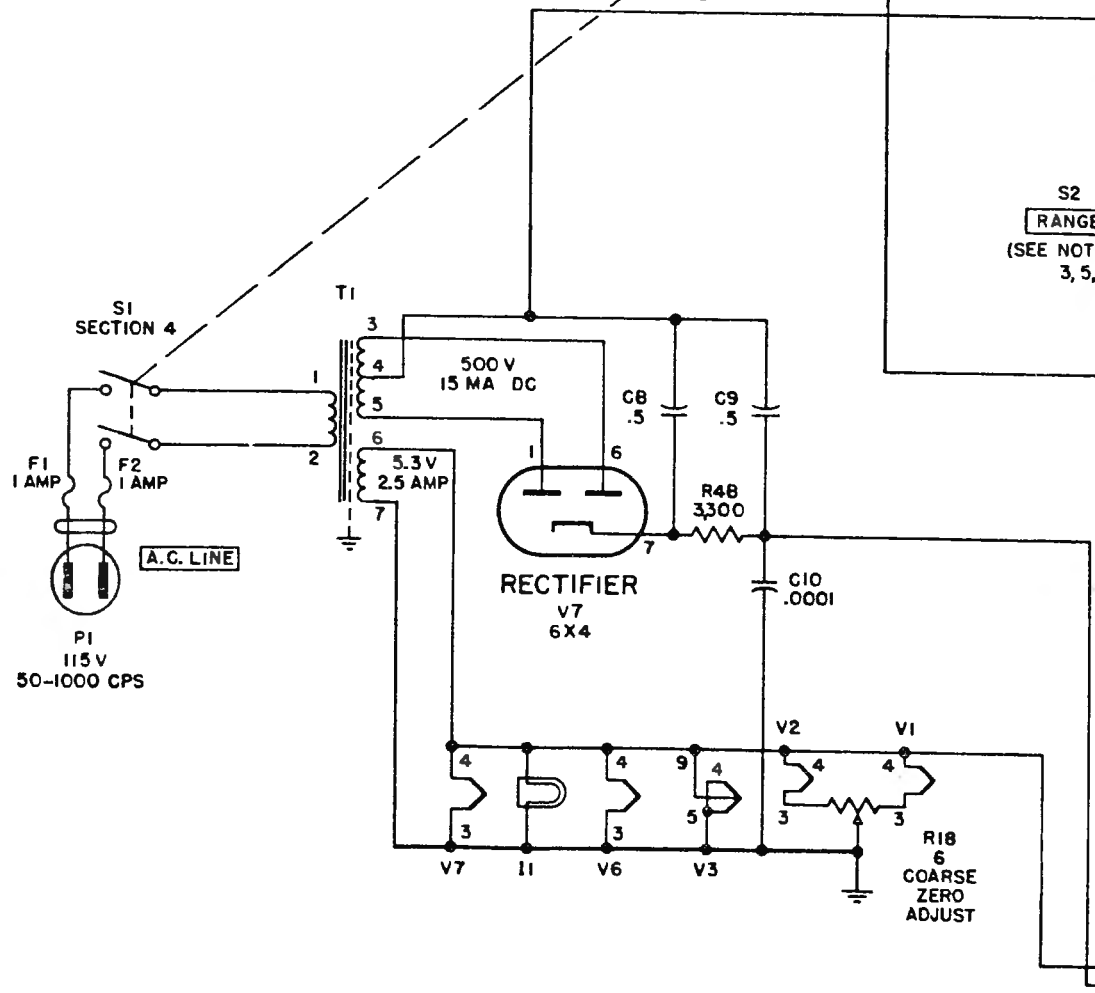 S2
RANGE
(SEE NOT
3, 5,
S1
SECTION 4
T1
3
4
5
6
7
1
2
500 V
15 MA DC
5.3 V
2.5 AMP
C8
.5
C9
.5
1
6
7
R48
3,300
F1
1 AMP
F2
1 AMP
A.C. LINE
P1
115 V
50-1000 CPS
RECTIFIER
V7
6X4
C10
.0001
V2
V1
4
4
9
4
4
4
3
3
5
3
3
V7
I1
V6
V3
R18
6
COARSE
ZERO
ADJUST